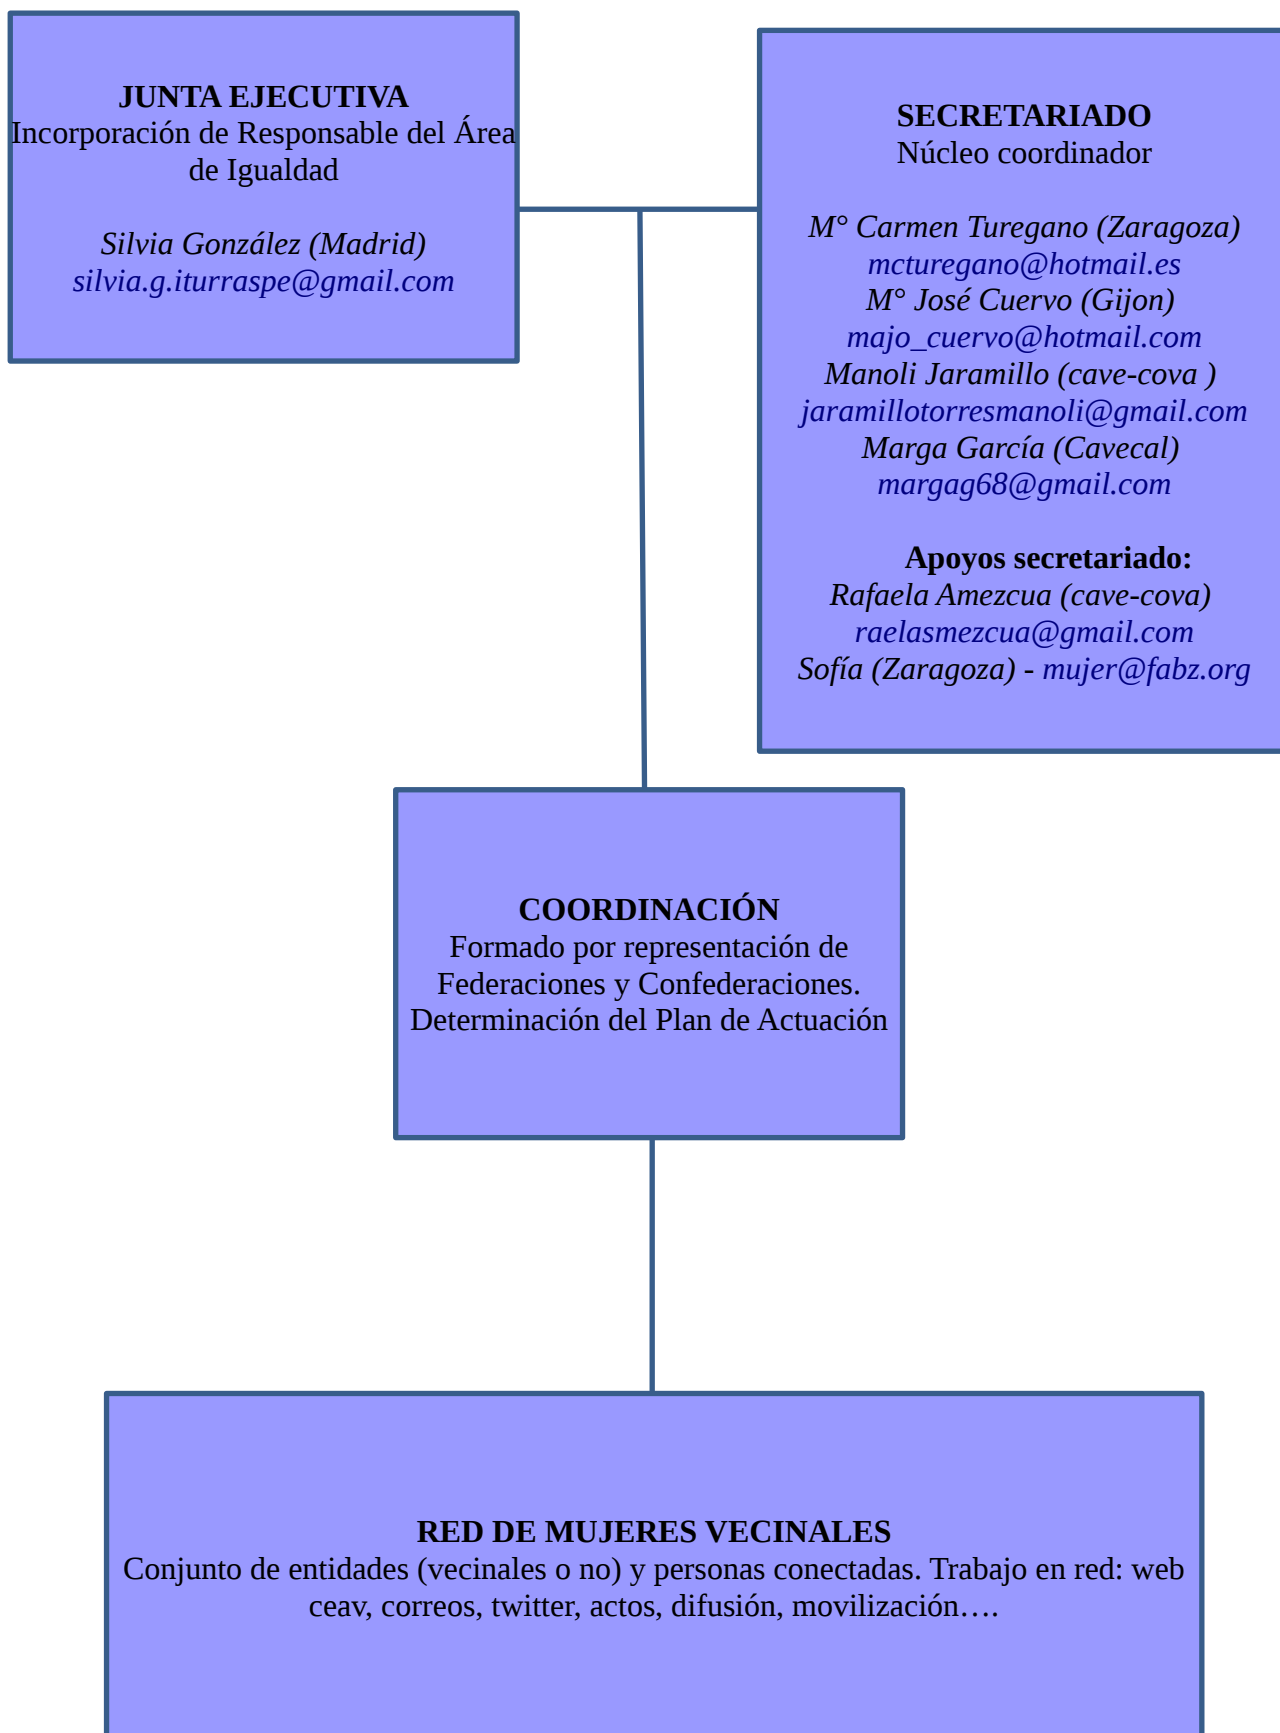 JUNTA EJECUTIVA
Incorporación de Responsable del Área
de Igualdad
Silvia González (Madrid)
silvia.g.iturraspe@gmail.com
SECRETARIADO
Núcleo coordinador
M° Carmen Turegano (Zaragoza)
mcturegano@hotmail.es
M° José Cuervo (Gijon)
majo_cuervo@hotmail.com
Manoli Jaramillo (cave-cova )
jaramillotorresmanoli@gmail.com
Marga García (Cavecal)
margag68@gmail.com
Apoyos secretariado:
Rafaela Amezcua (cave-cova)
raelasmezcua@gmail.com
Sofía (Zaragoza) - mujer@fabz.org
COORDINACIÓN
Formado por representación de
Federaciones y Confederaciones.
Determinación del Plan de Actuación
RED DE MUJERES VECINALES
Conjunto de entidades (vecinales o no) y personas conectadas. Trabajo en red: web
ceav, correos, twitter, actos, difusión, movilización….